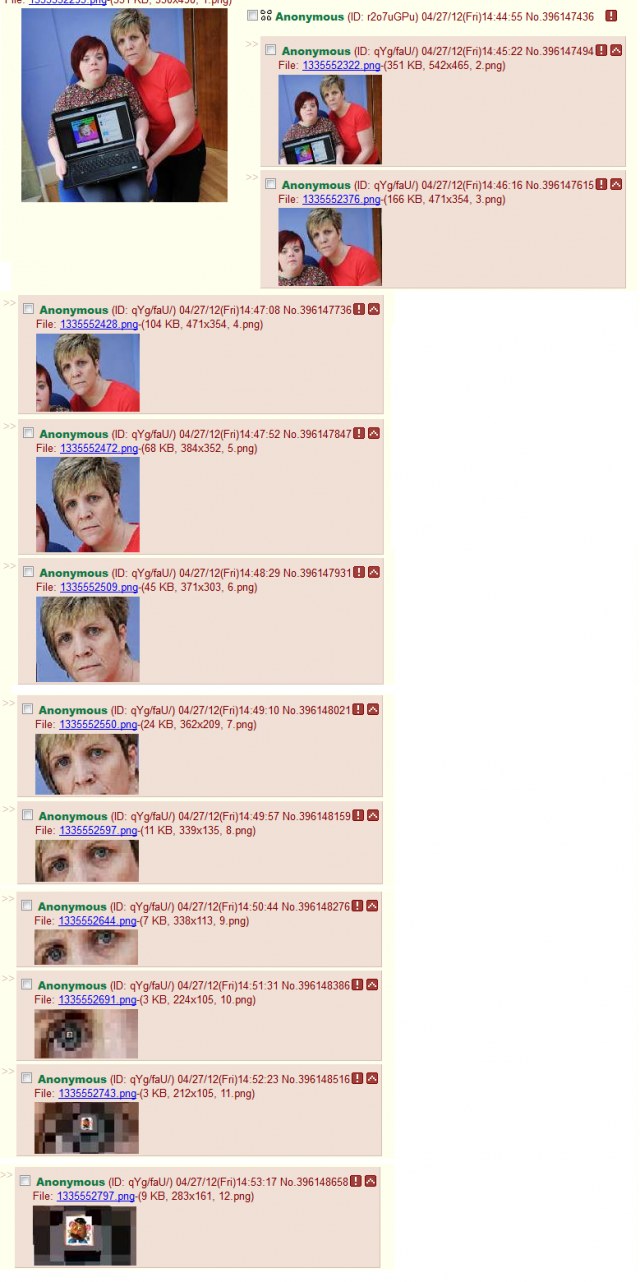 File: 1335552295.png-(351 KB, 550x496, 1.png)
Anonymous (ID: r2o7uGPu) 04/27/12(Fri)14:44:55 No.396147436
>> Anonymous (ID: qYg/faU/) 04/27/12(Fri)14:45:22 No.396147494
File: 1335552322.png-(351 KB, 542x465, 2.png)
>> Anonymous (ID: qYg/faU/) 04/27/12(Fri)14:46:16 No.396147615
File: 1335552376.png-(166 KB, 471x354, 3.png)
>> Anonymous (ID: qYg/faU/) 04/27/12(Fri)14:47:08 No.396147736
File: 1335552428.png-(104 KB, 471x354, 4.png)
>> Anonymous (ID: qYg/faU/) 04/27/12(Fri)14:47:52 No.396147847
File: 1335552472.png-(68 KB, 384x352, 5.png)
>> Anonymous (ID: qYg/faU/) 04/27/12(Fri)14:48:29 No.396147931
File: 1335552509.png-(45 KB, 371x303, 6.png)
>> Anonymous (ID: qYg/faU/) 04/27/12(Fri)14:49:10 No.396148021
File: 1335552550.png-(24 KB, 362x209, 7.png)
>> Anonymous (ID: qYg/faU/) 04/27/12(Fri)14:49:57 No.396148159
File: 1335552597.png-(11 KB, 339x135, 8.png)
>> Anonymous (ID: qYg/faU/) 04/27/12(Fri)14:50:44 No.396148276
File: 1335552644.png-(7 KB, 338x113, 9.png)
>> Anonymous (ID: qYg/faU/) 04/27/12(Fri)14:51:31 No.396148386
File: 1335552691.png-(3 KB, 224x105, 10.png)
>> Anonymous (ID: qYg/faU/) 04/27/12(Fri)14:52:23 No.396148516
File: 1335552743.png-(3 KB, 212x105, 11.png)
>> Anonymous (ID: qYg/faU/) 04/27/12(Fri)14:53:17 No.396148658
File: 1335552797.png-(9 KB, 283x161, 12.png)